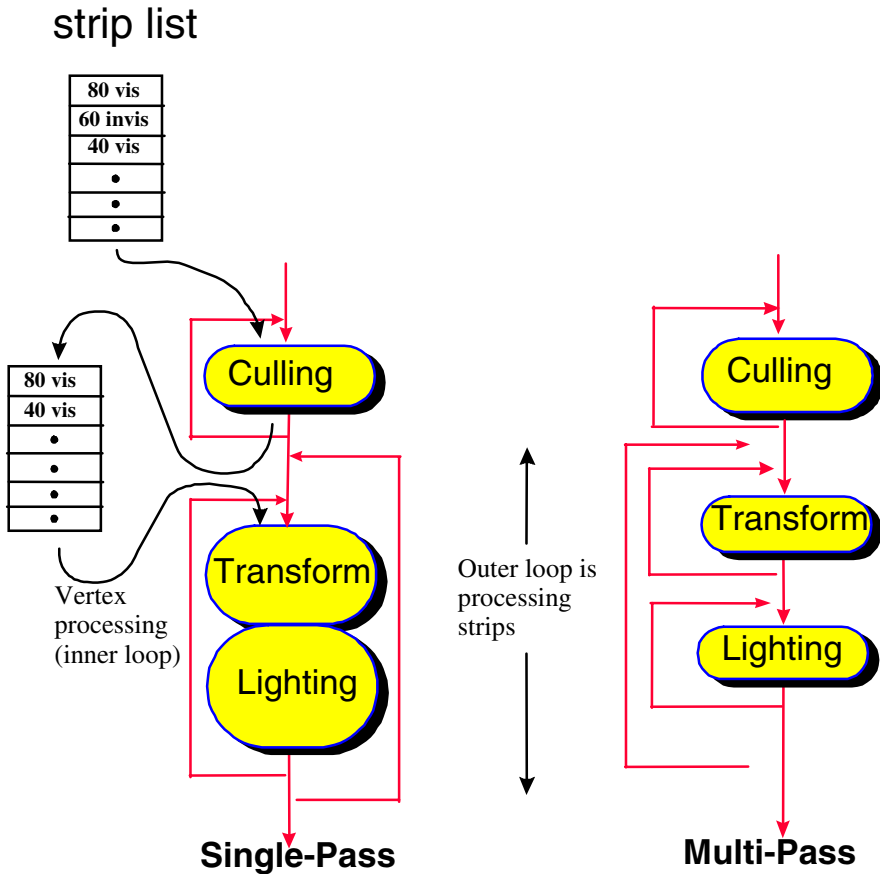 strip list
80 vis
60 invis
40 vis
Culling
Culling
80 vis
40 vis
Transform
Transform
Vertex
processing
(inner loop)
Outer loop is
processing
strips
Lighting
Lighting
Single-Pass
Multi-Pass